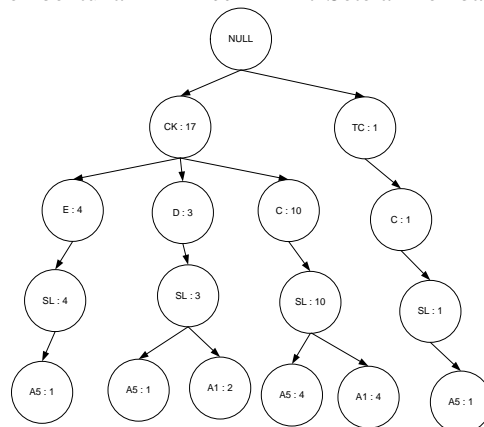 NULL
CK : 17
TC : 1
E : 4
D : 3
C : 10
C : 1
SL : 4
SL : 3
SL : 10
SL : 1
A5 : 1
A5 : 1
A1 : 2
A5 : 4
A1 : 4
A5 : 1